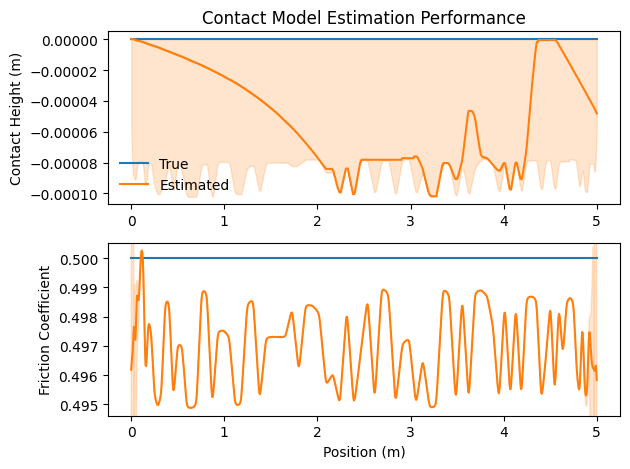 Contact Model Estimation Performance
Contact Height (m)
0.00000
−0.00002
−0.00004
−0.00006
−0.00008
−0.00010
True
Estimated
0 1 2 3 4 5
Friction Coefficient
0.500
0.499
0.498
0.497
0.496
0.495
0 1 2 3 4 5
Position (m)